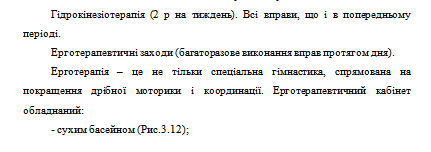 Гідрокінезіотерапія (2 р на тиждень). Всі вправи, що і в попередньому
періоді.
Ерготерапевтичні заходи (багаторазове виконання вправ протягом дня).
Ерготерапія – це не тільки спеціальна гімнастика, спрямована на
покращення дрібної моторики і координації. Ерготерапевтичний кабінет
обладнаний:
- сухим басейном (Рис.3.12);